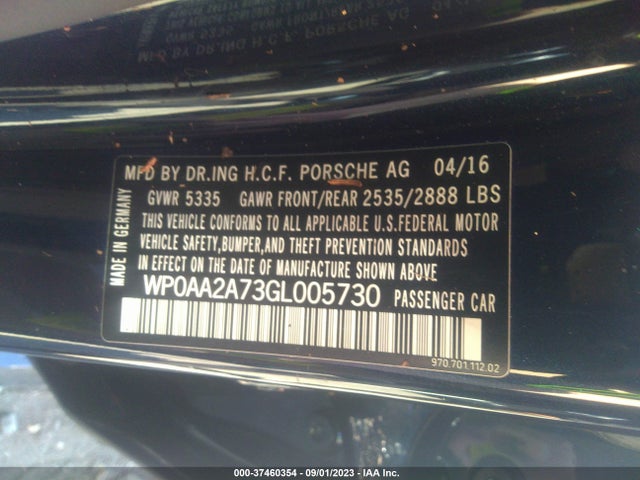 MFD BY DR.ING H.C.F. PORSCHE AG 04/16
GVWR 5335 GAWR FRONT/REAR 2535/2888 LBS
THIS VEHICLE CONFORMS TO ALL APPLICABLE U.S.FEDERAL MOTOR
VEHICLE SAFETY,BUMPER,AND THEFT PREVENTION STANDARDS
IN EFFECT ON THE DATE OF MANUFACTURE SHOWN ABOVE
WP0AA2A73GL005730 PASSENGER CAR
MADE IN GERMANY
970.701.112.02
000-37460354 - 09/01/2023 - IAA Inc.